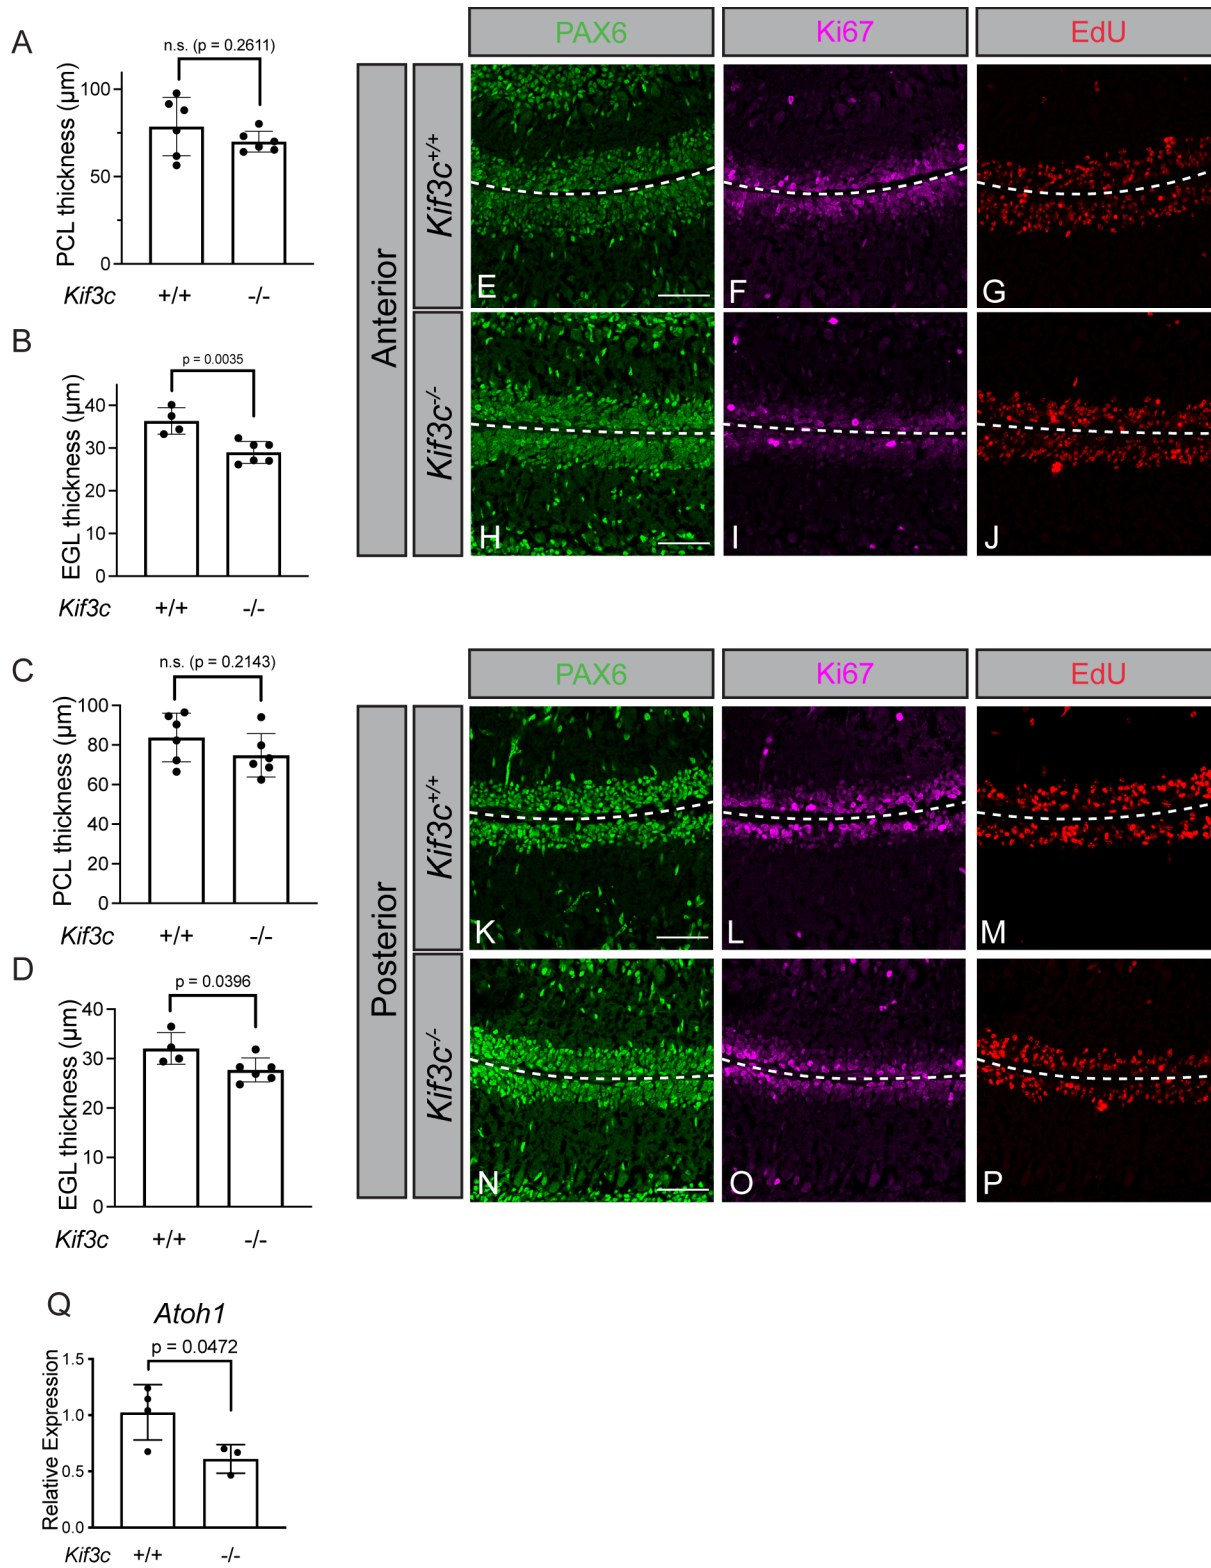 A
n.s. (p = 0.2611)
PCL thickness (µm)
100
50
0
Kif3c +/+ -/-
B
p = 0.0035
EGL thickness (µm)
40
30
20
10
0
Kif3c +/+ -/-
PAX6 Ki67 EdU
Anterior
Kif3c+/+
E F G
Kif3c-/-
H I J
C
n.s. (p = 0.2143)
PCL thickness (µm)
100
80
60
40
20
0
Kif3c +/+ -/-
D
p = 0.0396
EGL thickness (µm)
40
30
20
10
0
Kif3c +/+ -/-
PAX6 Ki67 EdU
Posterior
Kif3c+/+
K L M
Kif3c-/-
N O P
Q
Atoh1
p = 0.0472
Relative Expression
1.5
1.0
0.5
0.0
Kif3c +/+ -/-